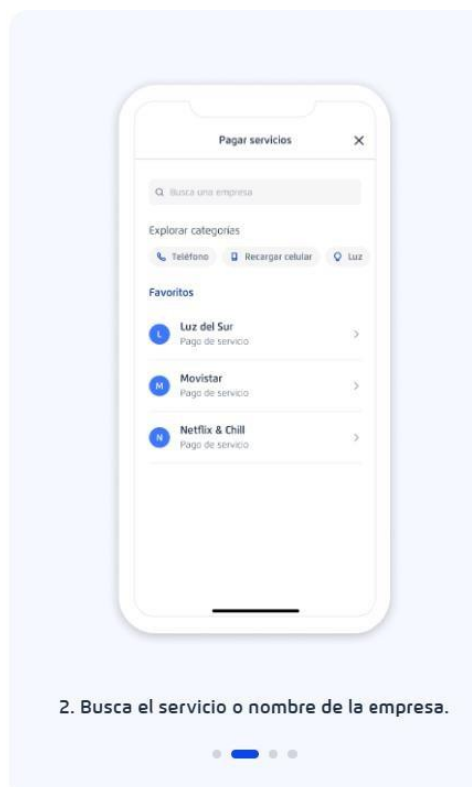 Pagar servicios
Busca una empresa
Explorar categorías
Teléfono Recargar celular Luz
Favoritos
L
Luz del Sur
Pago de servicio
M
Movistar
Pago de servicio
N
Netflix & Chill
Pago de servicio
2. Busca el servicio o nombre de la empresa.